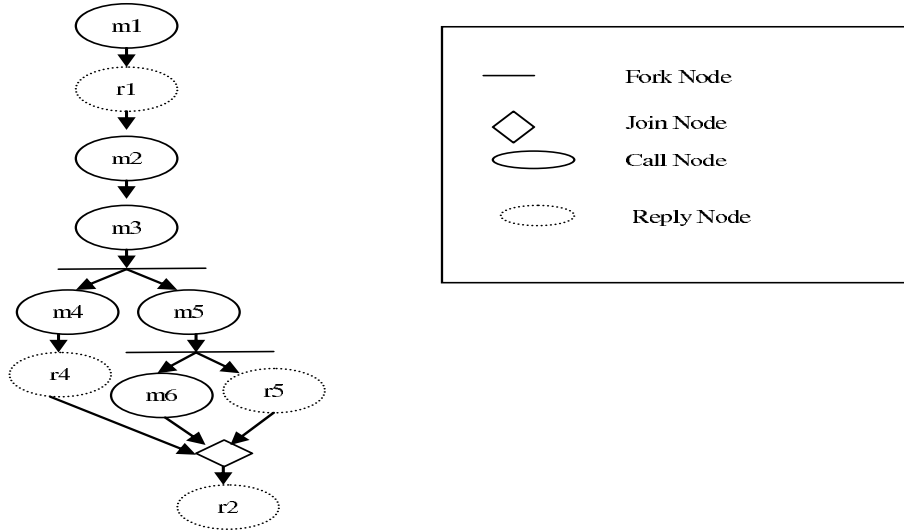 m1
r1
m2
m3
m4
m5
r4
m6
r5
r2
Fork Node
Join Node
Call Node
Reply Node